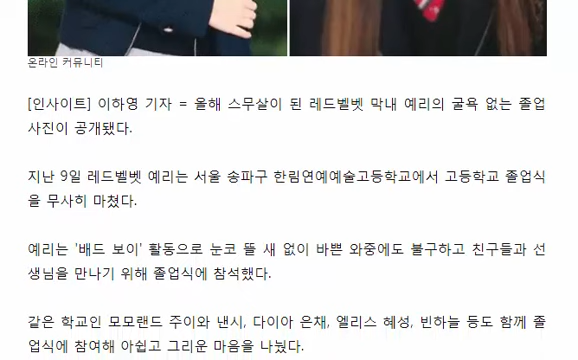 온라인 커뮤니티
[인사이트] 이하영 기자 = 올해 스무살이 된 레드벨벳 막내 예리의 굴욕 없는 졸업
사진이 공개됐다.
지난 9일 레드벨벳 예리는 서울 송파구 한림연예예술고등학교에서 고등학교 졸업식
을 무사히 마쳤다.
예리는 '배드 보이' 활동으로 눈코 뜰 새 없이 바쁜 와중에도 불구하고 친구들과 선
생님을 만나기 위해 졸업식에 참석했다.
같은 학교인 모모랜드 주이와 낸시, 다이아 은채, 엘리스 혜성, 빈하늘 등도 함께 졸
업식에 참여해 아쉽고 그리운 마음을 나눴다.